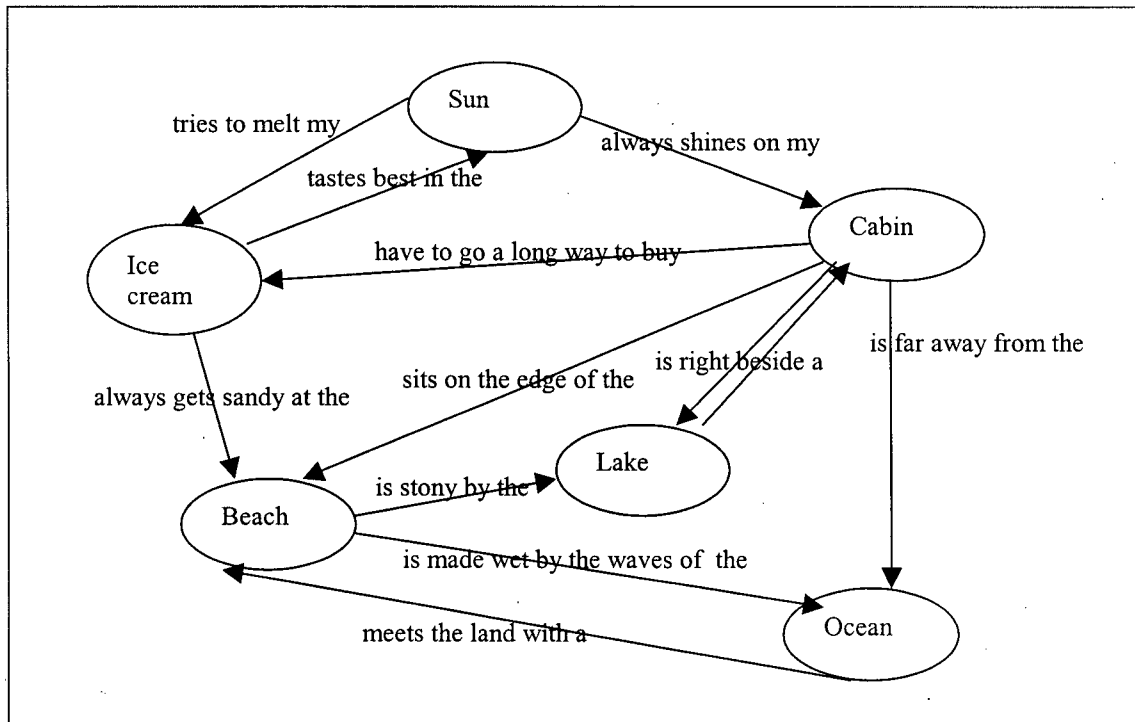 Sun
tries to melt my
always shines on my
tastes best in the
Cabin
have to go a long way to buy
Ice
cream
is far away from the
is right beside a
sits on the edge of the
always gets sandy at the
Lake
is stony by the
Beach
is made wet by the waves of the
Ocean
meets the land with a